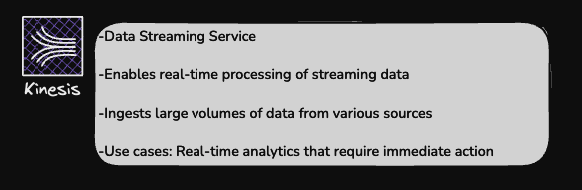 Kinesis
-Data Streaming Service
-Enables real-time processing of streaming data
-Ingests large volumes of data from various sources
-Use cases: Real-time analytics that require immediate action